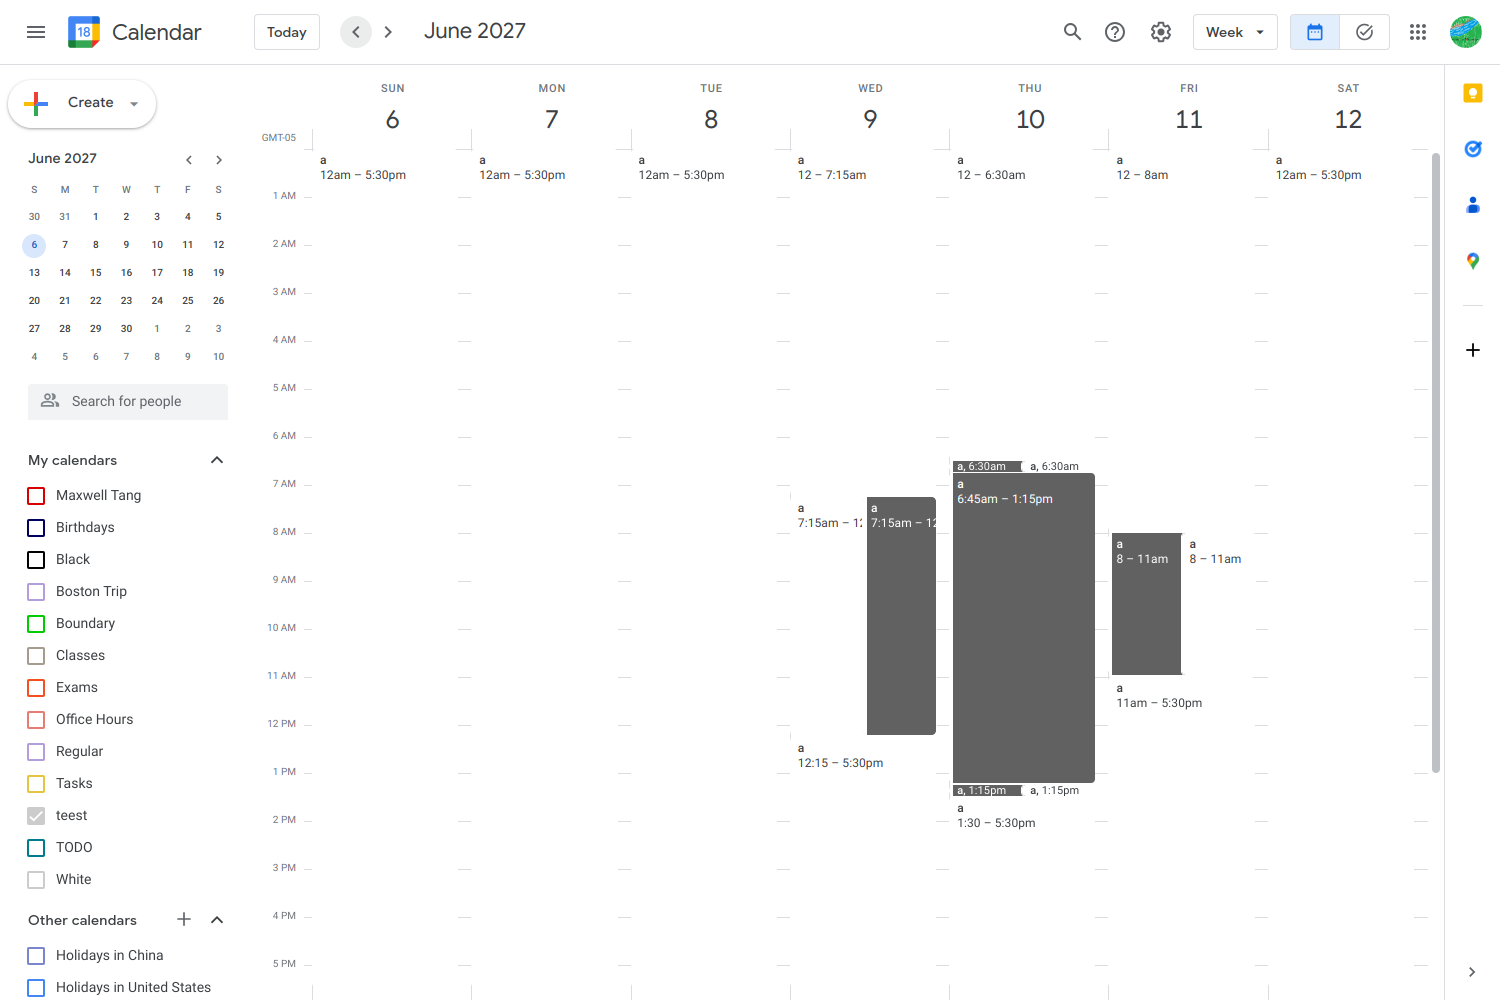 18 Calendar
Today
June 2027
Week
Create
June 2027
S M T W T F S
30 31 1 2 3 4 5
6 7 8 9 10 11 12
13 14 15 16 17 18 19
20 21 22 23 24 25 26
27 28 29 30 1 2 3
4 5 6 7 8 9 10
Search for people
My calendars
Maxwell Tang
Birthdays
Black
Boston Trip
Boundary
Classes
Exams
Office Hours
Regular
Tasks
teest
TODO
White
Other calendars
Holidays in China
Holidays in United States
SUN MON TUE WED THU FRI SAT
6 7 8 9 10 11 12
GMT-05
1 AM
2 AM
3 AM
4 AM
5 AM
6 AM
7 AM
8 AM
9 AM
10 AM
11 AM
12 PM
1 PM
2 PM
3 PM
4 PM
5 PM
a
12am – 5:30pm
a
12am – 5:30pm
a
12am – 5:30pm
a
12 – 7:15am
a
7:15am – 12
a
7:15am – 12
a
12:15 – 5:30pm
a
12 – 6:30am
a, 6:30am
a, 6:30am
a
6:45am – 1:15pm
a, 1:15pm
a, 1:15pm
a
1:30 – 5:30pm
a
12 – 8am
a
8 – 11am
a
8 – 11am
a
11am – 5:30pm
a
12am – 5:30pm